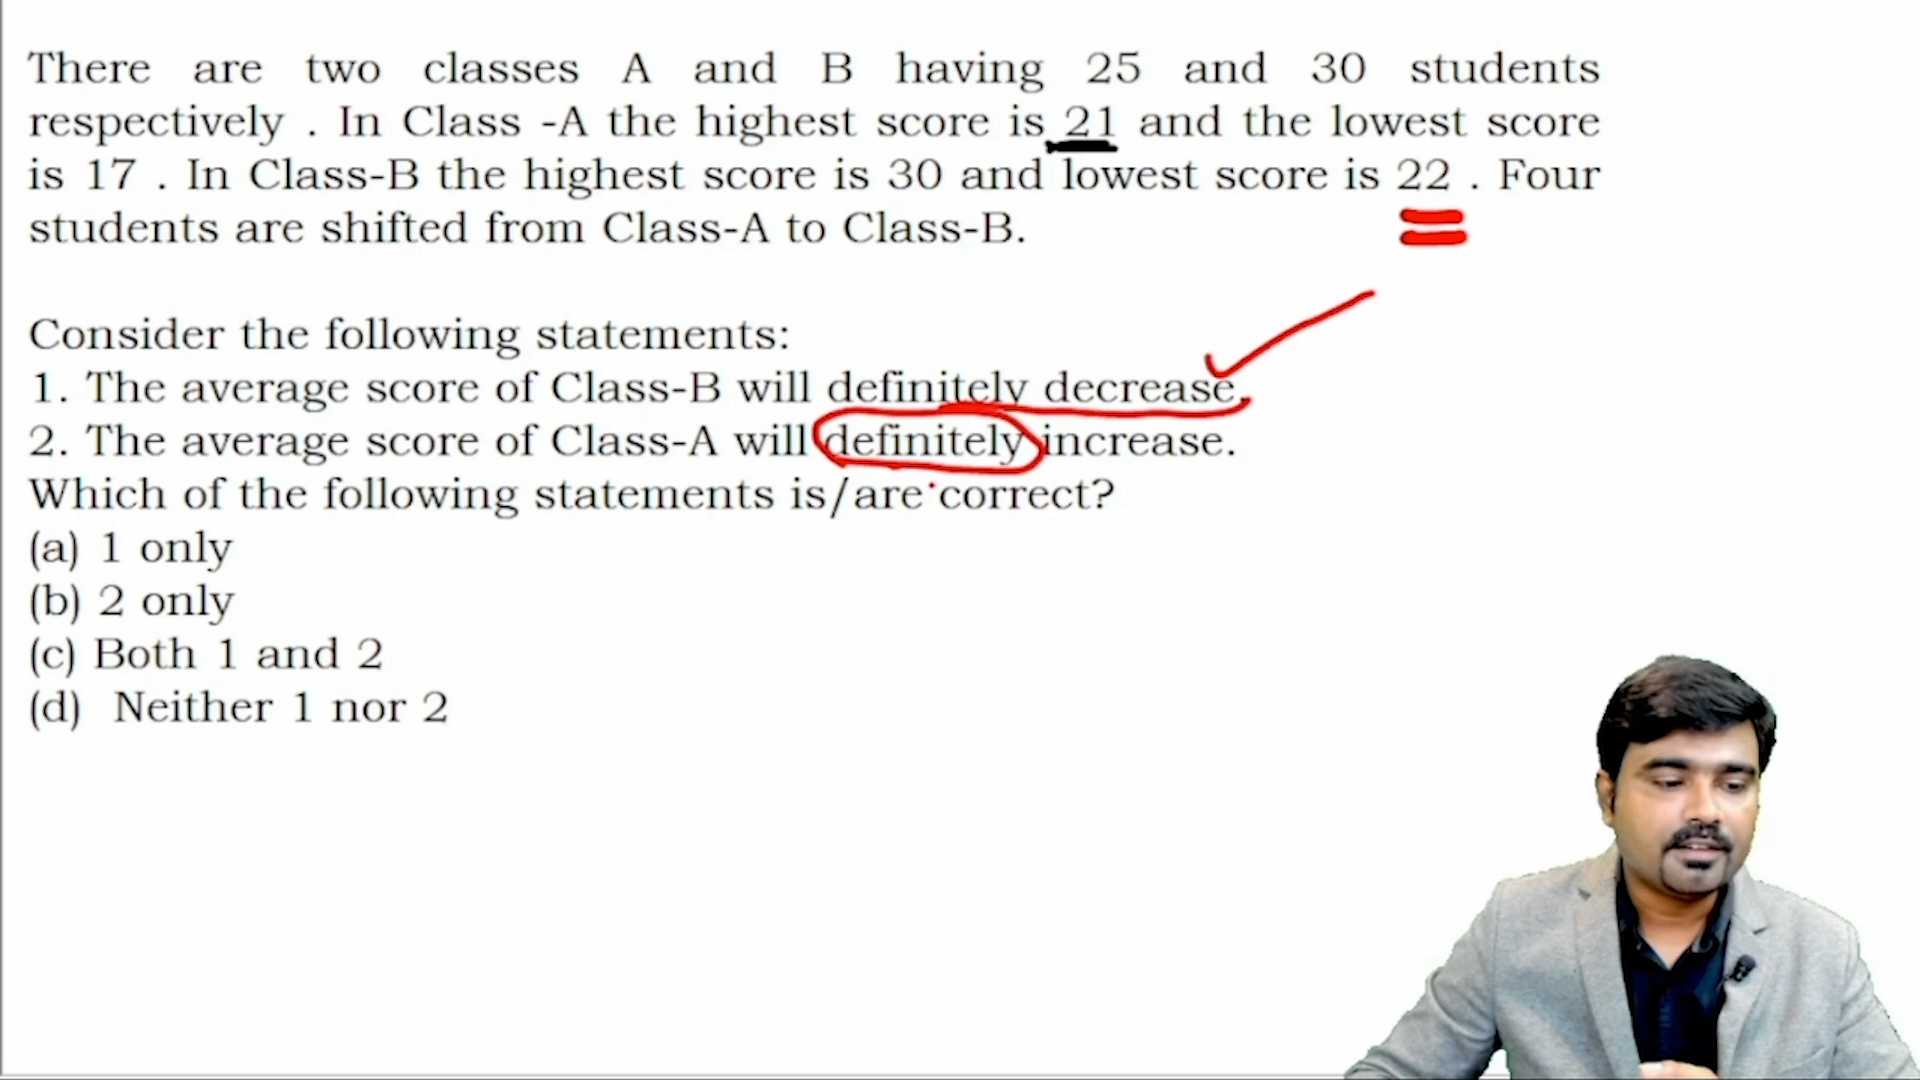 There are two classes A and B having 25 and 30 students
respectively . In Class -A the highest score is 21 and the lowest score
is 17 . In Class-B the highest score is 30 and lowest score is 22 . Four
students are shifted from Class-A to Class-B.
Consider the following statements:
1. The average score of Class-B will definitely decrease.
2. The average score of Class-A will definitely increase.
Which of the following statements is/are correct?
(a) 1 only
(b) 2 only
(c) Both 1 and 2
(d) Neither 1 nor 2